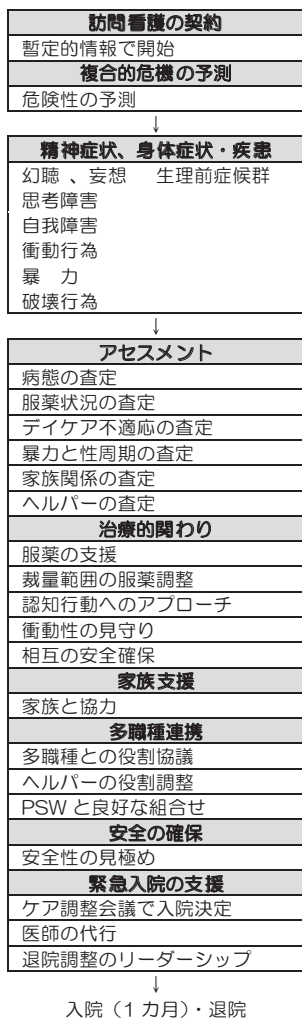 訪問看護の契約
暫定的情報で開始
複合的危機の予測
危険性の予測
↓
精神症状、身体症状・疾患
幻聴 、妄想　生理前症候群
思考障害
自我障害
衝動行為
暴　力
破壊行為
↓
アセスメント
病態の査定
服薬状況の査定
デイケア不適応の査定
暴力と性周期の査定
家族関係の査定
ヘルパーの査定
治療的関わり
服薬の支援
裁量範囲の服薬調整
認知行動へのアプローチ
衝動性の見守り
相互の安全確保
家族支援
家族と協力
多職種連携
多職種との役割協議
ヘルパーの役割調整
PSW と良好な組合せ
安全の確保
安全性の見極め
緊急入院の支援
ケア調整会議で入院決定
医師の代行
退院調整のリーダーシップ
↓
入院（1 カ月）・退院